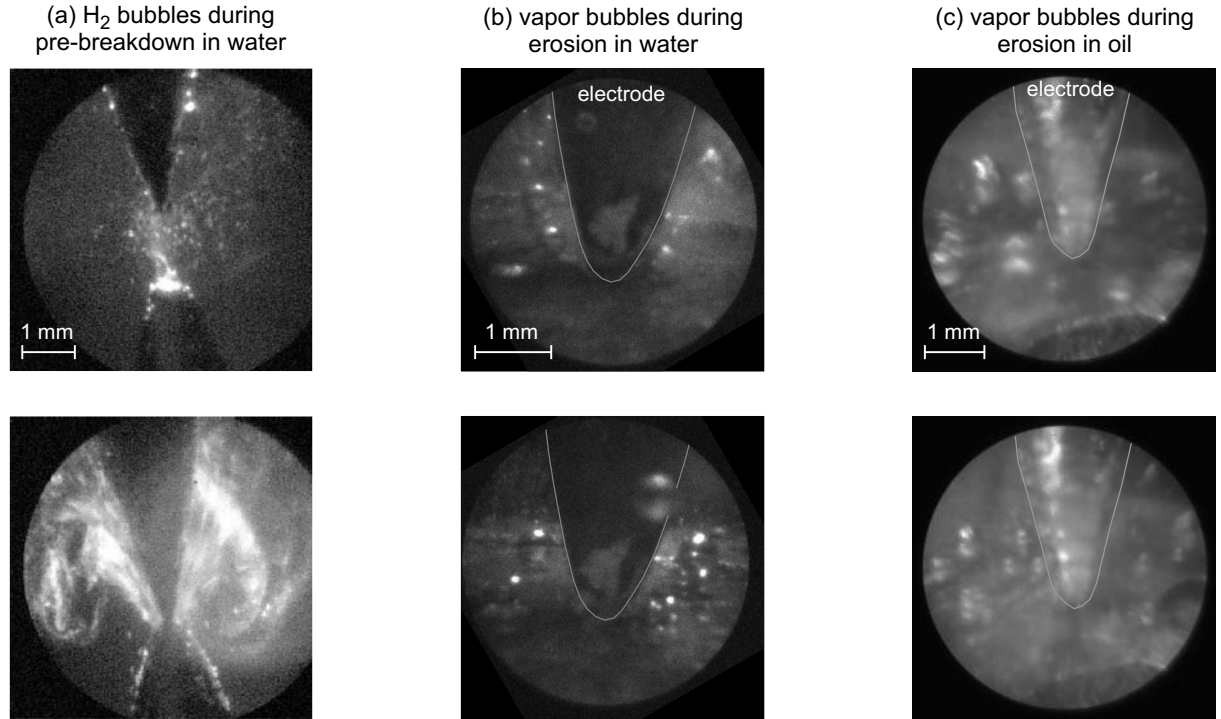 (a) H₂ bubbles during
pre-breakdown in water
(b) vapor bubbles during
erosion in water
(c) vapor bubbles during
erosion in oil
electrode
electrode
1 mm
1 mm
1 mm